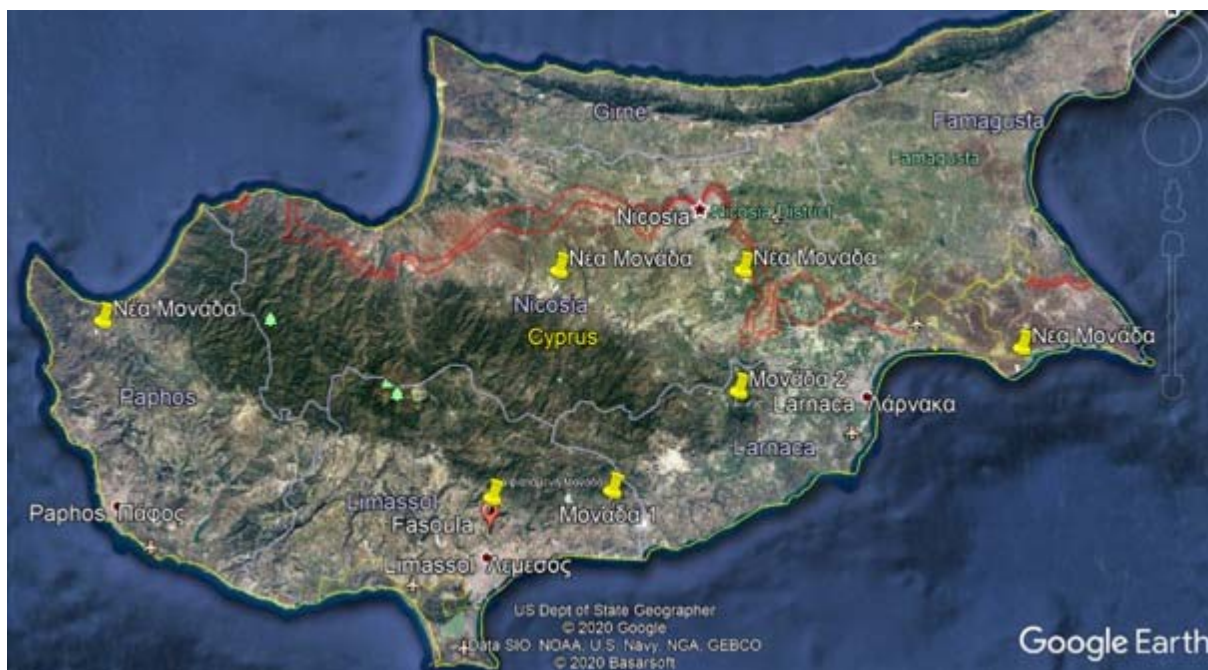 Girne
Famagusta
Famagusta
Nicosia Nicosia District
Νέα Μονάδα
Νέα Μονάδα
Nicosia
Νέα Μονάδα
Cyprus
Νέα Μονάδα
Μονάδα 2
Paphos
Larnaca Λάρνακα
Larnaca
Limassol
Μονάδα 1
Paphos Πάφος
Fasoula
Limassol Λεμεσός
US Dept of State Geographer
© 2020 Google
Data SIO, NOAA, U.S. Navy, NGA, GEBCO
© 2020 Basarsoft
Google Earth